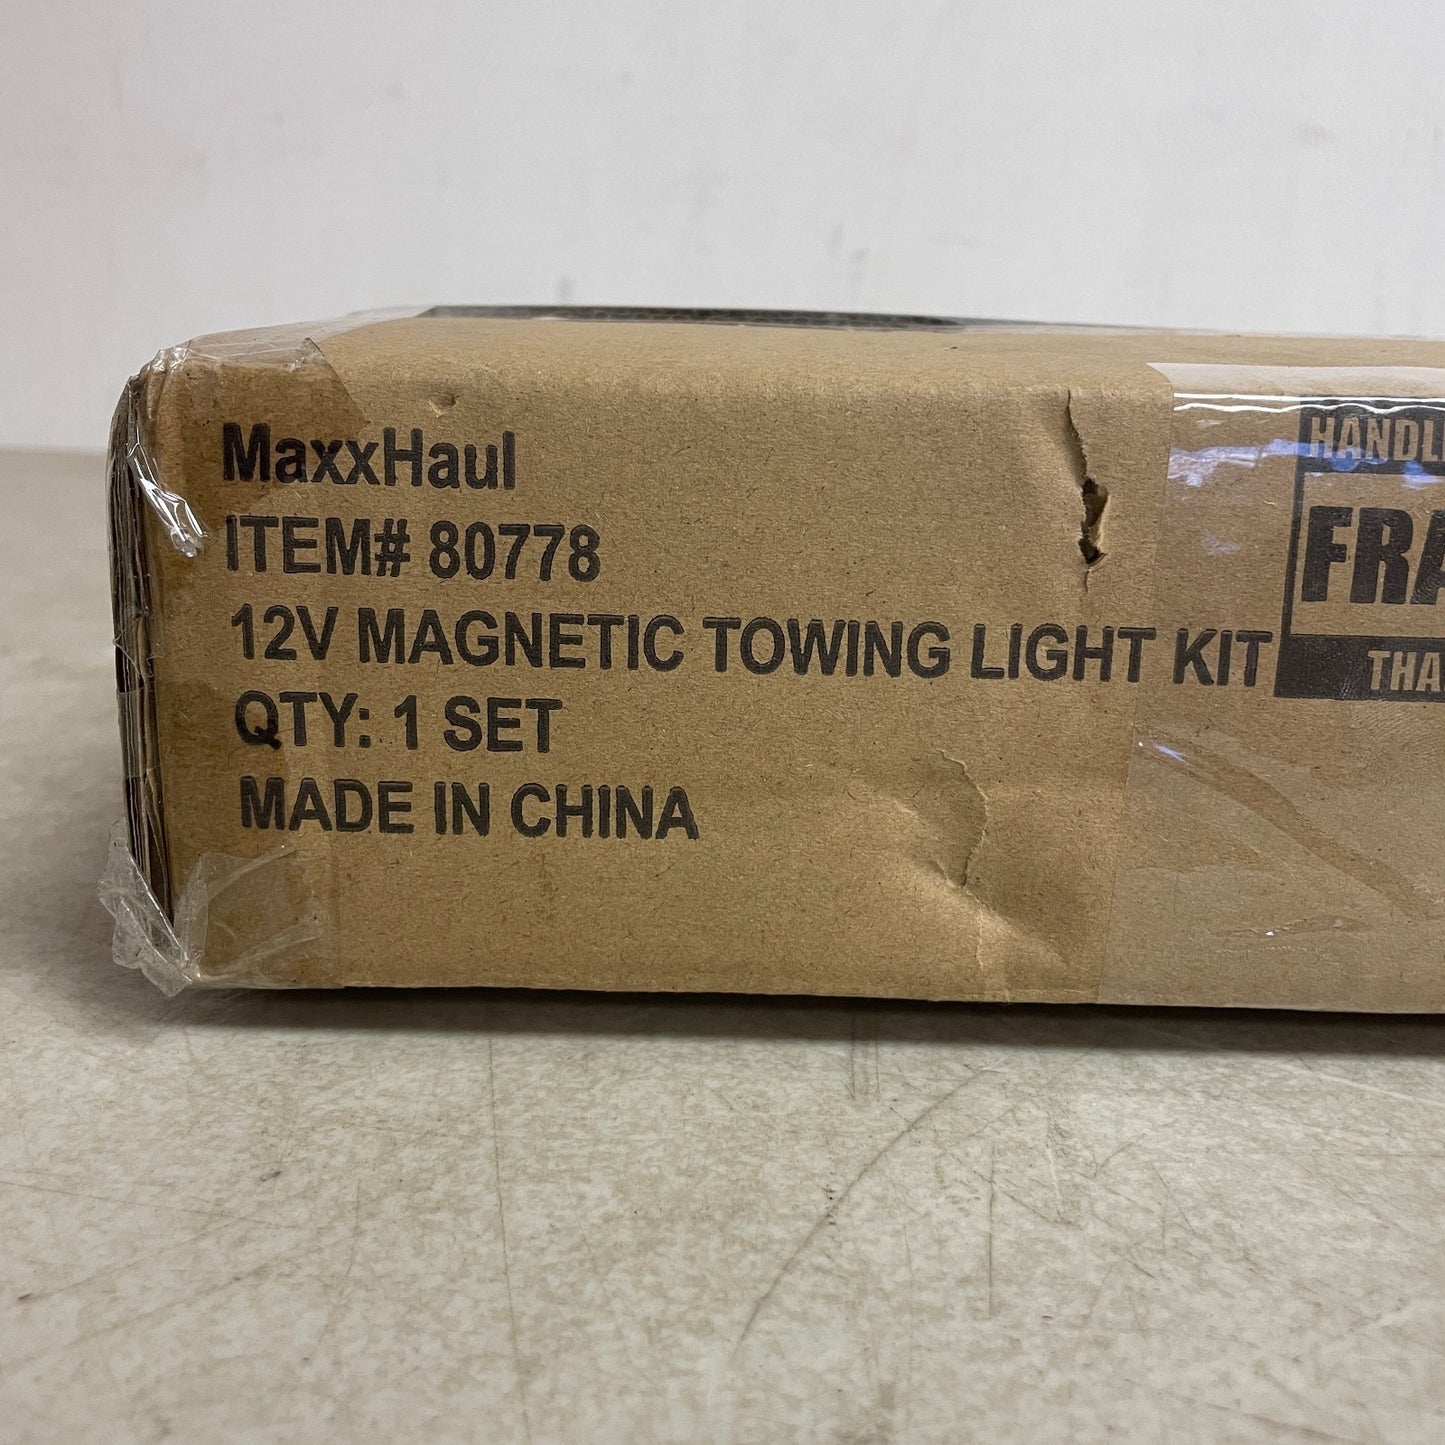 MaxxHaul
ITEM# 80778
12V MAGNETIC TOWING LIGHT KIT
QTY: 1 SET
MADE IN CHINA